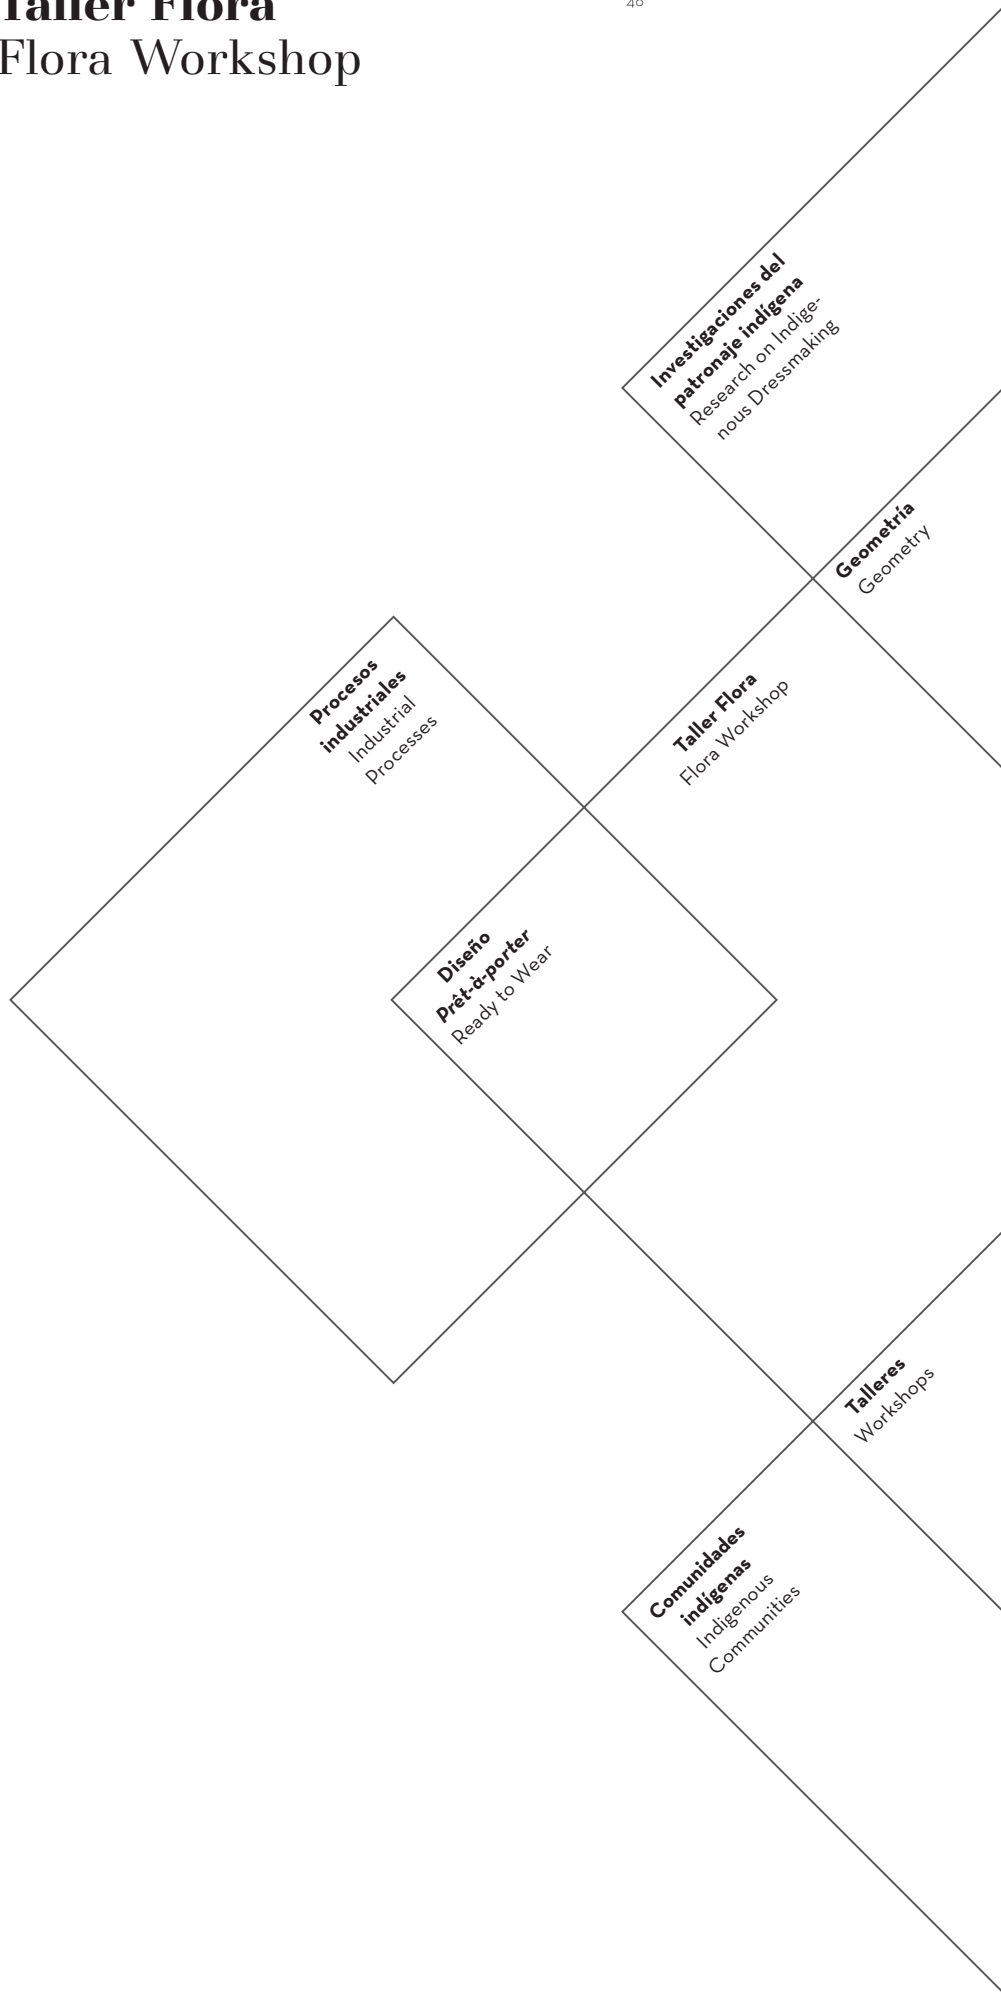 Taller Flora
Flora Workshop
40
Investigaciones del
patronaje indígena
Research on Indige-
nous Dressmaking
Geometría
Geometry
Procesos
industriales
Industrial
Processes
Taller Flora
Flora Workshop
Diseño
Prêt-à-porter
Ready to Wear
Talleres
Workshops
Comunidades
indígenas
Indigenous
Communities